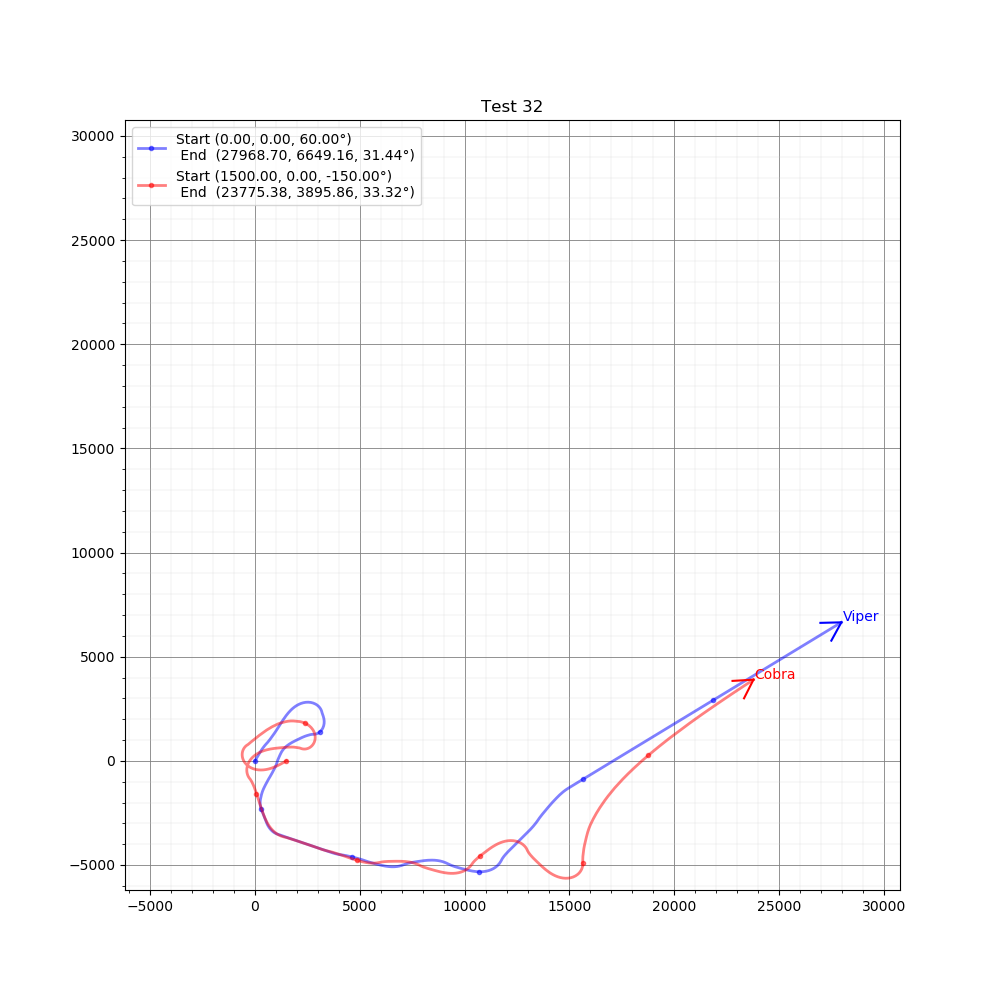 Test 32
Start (0.00, 0.00, 60.00°)
End (27968.70, 6649.16, 31.44°)
Start (1500.00, 0.00, -150.00°)
End (23775.38, 3895.86, 33.32°)
30000
25000
20000
15000
10000
5000
0
−5000
Viper
Cobra
−5000 0 5000 10000 15000 20000 25000 30000